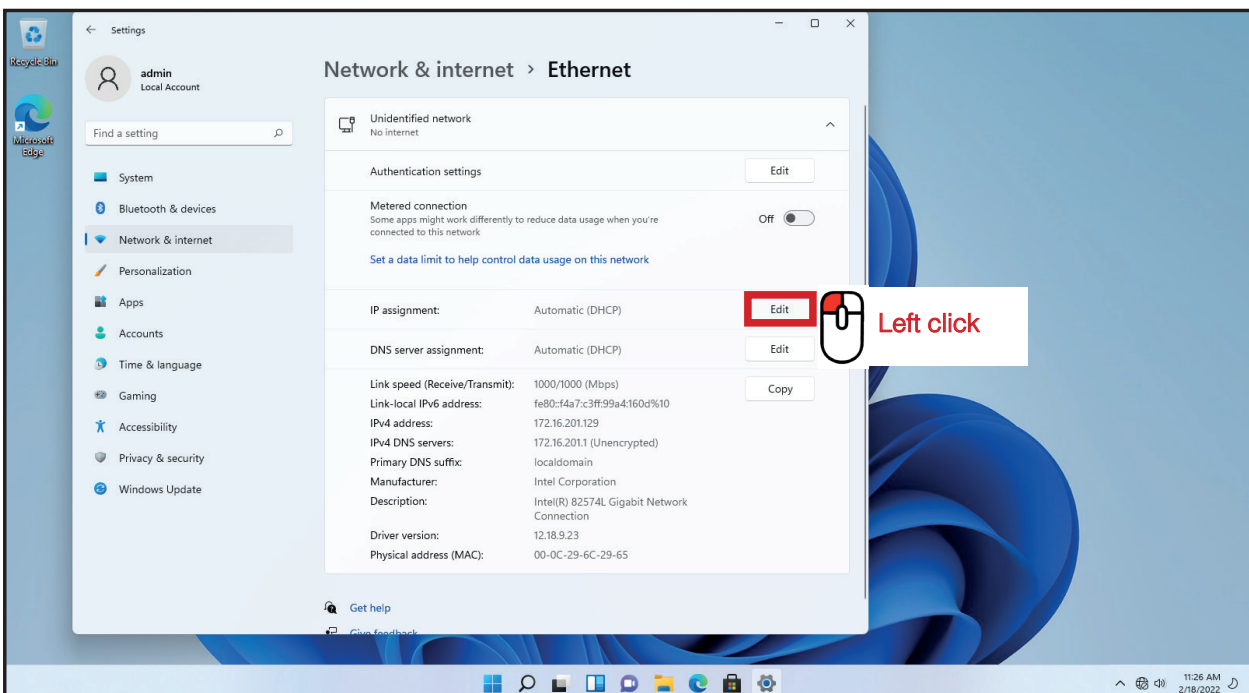 Recycle Bin
Microsoft
Edge
Settings
admin
Local Account
Find a setting
System
Bluetooth & devices
Network & internet
Personalization
Apps
Accounts
Time & language
Gaming
Accessibility
Privacy & security
Windows Update
Network & internet > Ethernet
Unidentified network
No internet
Authentication settings Edit
Metered connection
Some apps might work differently to reduce data usage when you're
connected to this network
Off
Set a data limit to help control data usage on this network
IP assignment: Automatic (DHCP) Edit
Left click
DNS server assignment: Automatic (DHCP) Edit
Link speed (Receive/Transmit): 1000/1000 (Mbps) Copy
Link-local IPv6 address: fe80::f4a7:c3ff:99a4:160d%10
IPv4 address: 172.16.201.129
IPv4 DNS servers: 172.16.201.1 (Unencrypted)
Primary DNS suffix: localdomain
Manufacturer: Intel Corporation
Description: Intel(R) 82574L Gigabit Network
Connection
Driver version: 12.18.9.23
Physical address (MAC): 00-0C-29-6C-29-65
Get help
Give feedback
11:26 AM
2/18/2022